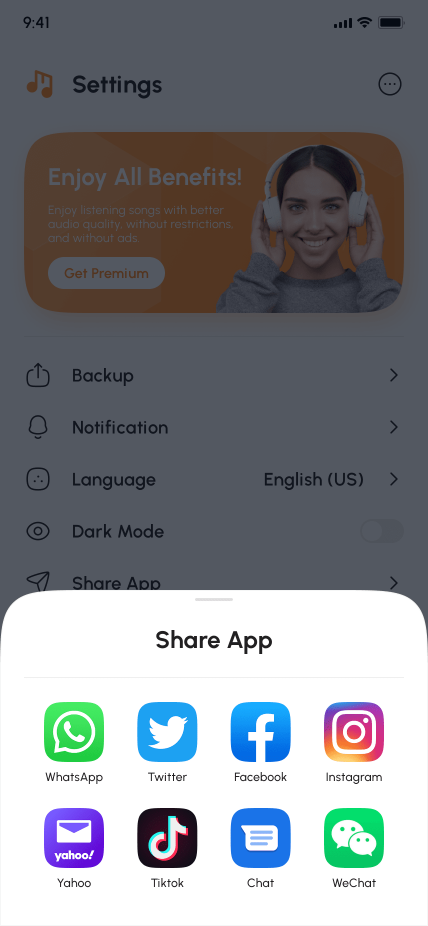 9:41
Settings
Enjoy All Benefits!
Enjoy listening songs with better
audio quality, without restrictions,
and without ads.
Get Premium
Backup
Notification
Language English (US)
Dark Mode
Share App
Share App
WhatsApp Twitter Facebook Instagram
yahoo!
Yahoo Tiktok Chat WeChat